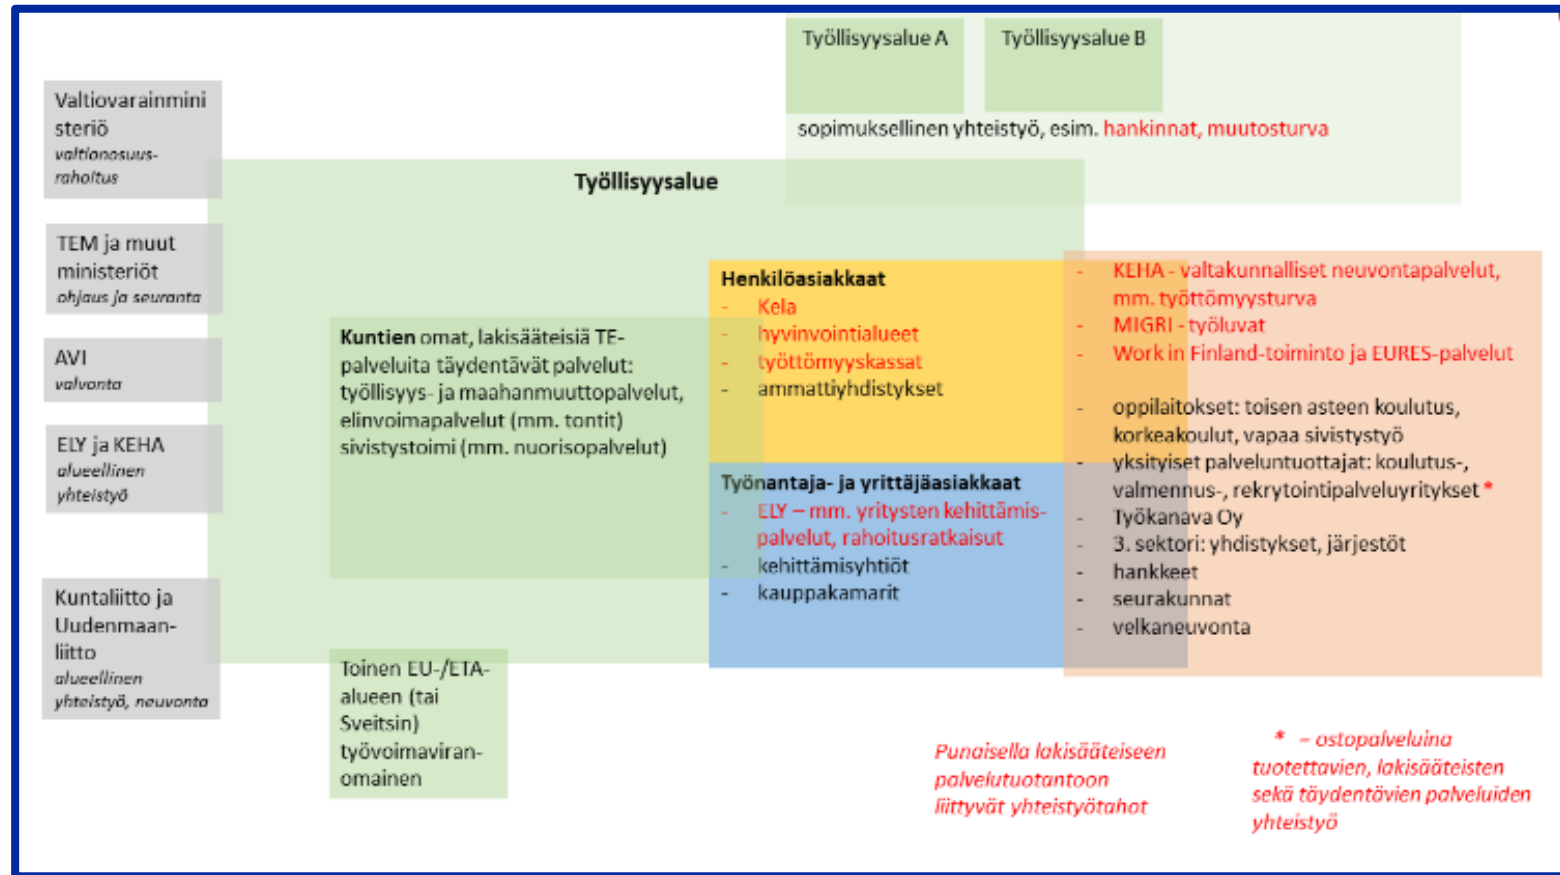 Työllisyysalue A
Työllisyysalue B
sopimuksellinen yhteistyö, esim. hankinnat, muutosturva
Valtiovarainmini
steriö
valtionosuus-
rahoitus
TEM ja muut
ministeriöt
ohjaus ja seuranta
AVI
valvonta
ELY ja KEHA
alueellinen
yhteistyö
Kuntaliitto ja
Uudenmaan-
liitto
alueellinen
yhteistyö, neuvonta
Työllisyysalue
Kuntien omat, lakisääteisiä TE-
palveluita täydentävät palvelut:
työllisyys- ja maahanmuuttopalvelut,
elinvoimapalvelut (mm. tontit)
sivistystoimi (mm. nuorisopalvelut)
Toinen EU-/ETA-
alueen (tai
Sveitsin)
työvoimaviran-
omainen
Henkilöasiakkaat
- Kela
- hyvinvointialueet
- työttömyyskassat
- ammattiyhdistykset
Työnantaja- ja yrittäjäasiakkaat
- ELY – mm. yritysten kehittämis-
palvelut, rahoitusratkaisut
- kehittämisyhtiöt
- kauppakamarit
- KEHA - valtakunnalliset neuvontapalvelut,
mm. työttömyysturva
- MIGRI - työluvat
- Work in Finland-toiminto ja EURES-palvelut
- oppilaitokset: toisen asteen koulutus,
korkeakoulut, vapaa sivistystyö
- yksityiset palveluntuottajat: koulutus-,
valmennus-, rekrytointipalveluyritykset *
- Työkanava Oy
- 3. sektori: yhdistykset, järjestöt
- hankkeet
- seurakunnat
- velkaneuvonta
Punaisella lakisääteiseen
palvelutuotantoon
liittyvät yhteistyötahot
* – ostopalveluina
tuotettavien, lakisääteisten
sekä täydentävien palveluiden
yhteistyö